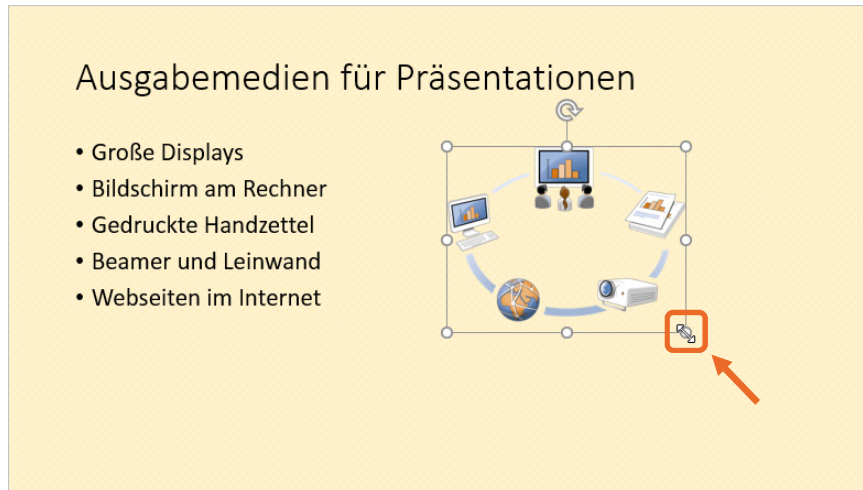 Ausgabemedien für Präsentationen
• Große Displays
• Bildschirm am Rechner
• Gedruckte Handzettel
• Beamer und Leinwand
• Webseiten im Internet